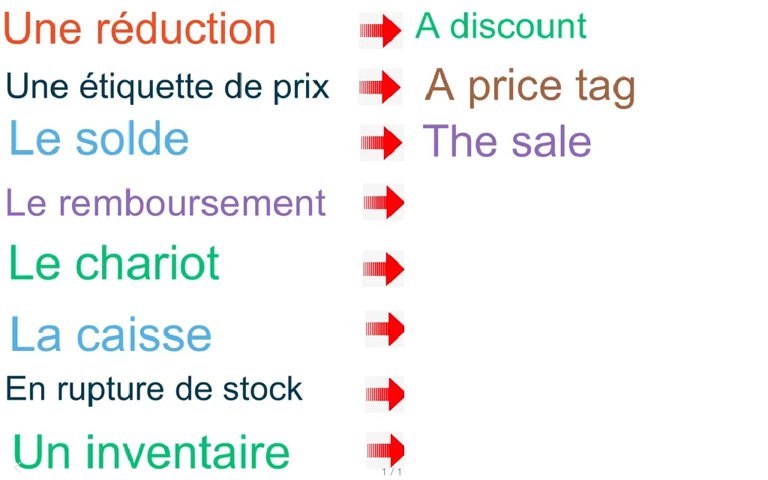 Une réduction A discount
Une étiquette de prix A price tag
Le solde The sale
Le remboursement
Le chariot
La caisse
En rupture de stock
Un inventaire
1 / 1